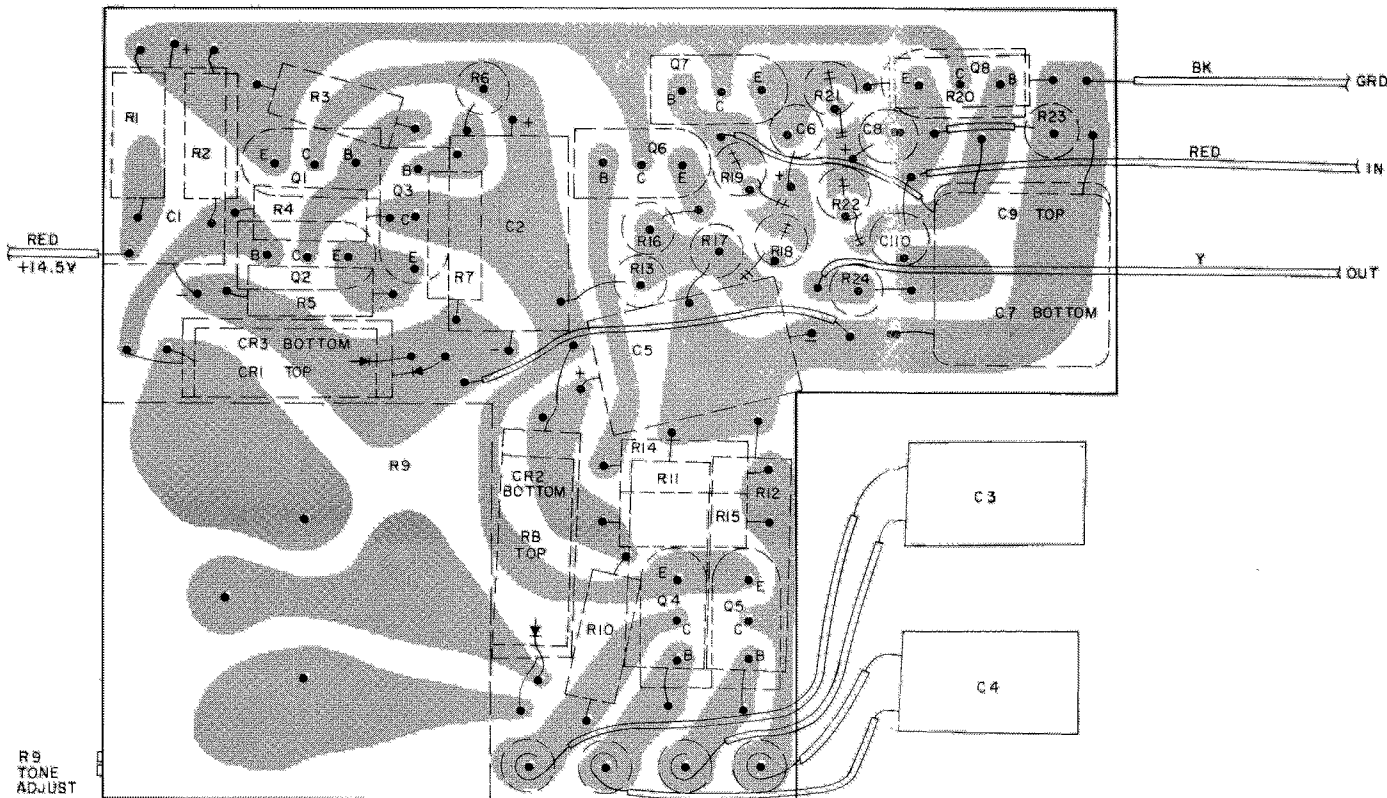 BK
GRD
RED
IN
Y
OUT
RED
+14.5V
R1
R2
R3
R6
+
+
Q7
B
C
E
R21
C6
C8
E
C
Q8
B
R20
R23
E
C
B
Q1
B
Q3
C
E
Q6
B
C
E
R19
R22
C1
R4
C2
R16
R17
R18
C110
C9 TOP
B
C
E
Q2
R5
R7
R13
R24
C7 BOTTOM
CR3 BOTTOM
CR1 TOP
C5
+
R9
R14
R11
R12
R15
CR2
BOTTOM
R8
TOP
C3
E
Q4
C
B
E
Q5
C
B
R10
C4
R9
TONE
ADJUST